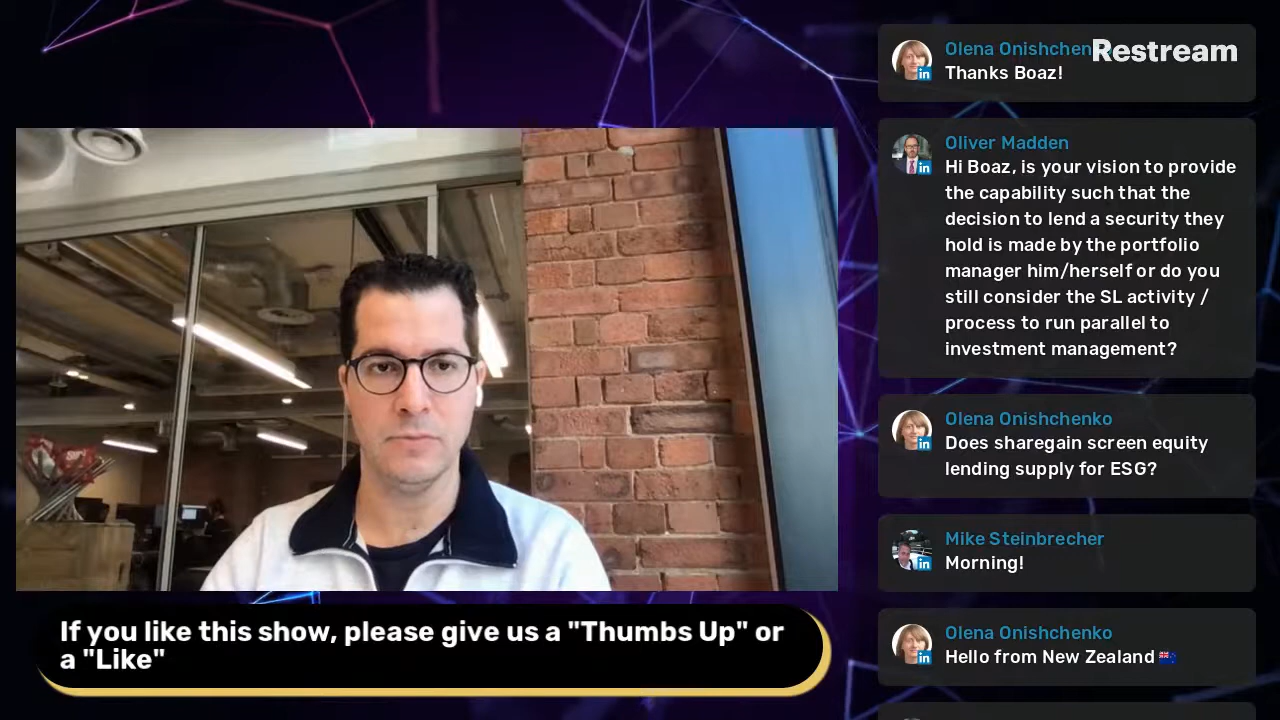 Olena Onishchenko
Restream
Thanks Boaz!
Oliver Madden
Hi Boaz, is your vision to provide
the capability such that the
decision to lend a security they
hold is made by the portfolio
manager him/herself or do you
still consider the SL activity /
process to run parallel to
investment management?
Olena Onishchenko
Does sharegain screen equity
lending supply for ESG?
Mike Steinbrecher
Morning!
Olena Onishchenko
Hello from New Zealand 🇳🇿
If you like this show, please give us a "Thumbs Up" or
a "Like"